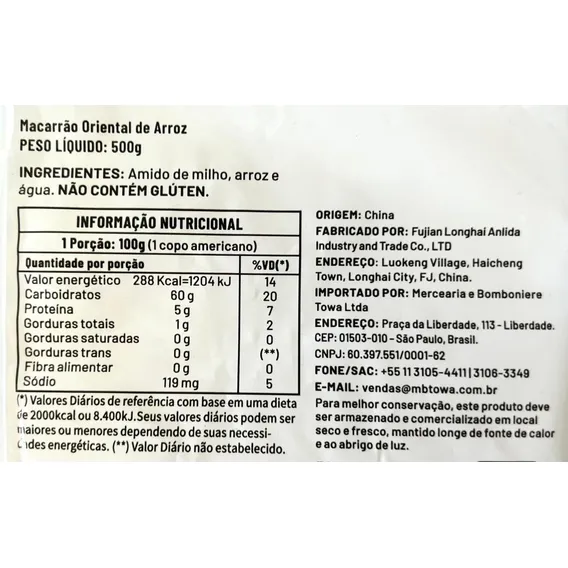 Macarrão Oriental de Arroz
PESO LÍQUIDO: 500g
INGREDIENTES: Amido de milho, arroz e
água. NÃO CONTÉM GLÚTEN.
INFORMAÇÃO NUTRICIONAL
1 Porção: 100g (1 copo americano)
Quantidade por porção %VD(*)
Valor energético 288 Kcal=1204 kJ 14
Carboidratos 60 g 20
Proteína 5 g 7
Gorduras totais 1 g 2
Gorduras saturadas 0 g 0
Gorduras trans 0 g (**)
Fibra alimentar 0 g 0
Sódio 119 mg 5
(*) Valores Diários de referência com base em uma dieta
de 2000kcal ou 8.400kJ. Seus valores diários podem ser
maiores ou menores dependendo de suas necessi-
dades energéticas. (**) Valor Diário não estabelecido.
ORIGEM: China
FABRICADO POR: Fujian Longhai Anlida
Industry and Trade Co., LTD
ENDEREÇO: Luokeng Village, Haicheng
Town, Longhai City, FJ, China.
IMPORTADO POR: Mercearia e Bomboniere
Towa Ltda
ENDEREÇO: Praça da Liberdade, 113 - Liberdade.
CEP: 01503-010 - São Paulo, Brasil.
CNPJ: 60.397.551/0001-62
FONE/SAC: +55 11 3105-4411 | 3106-3349
E-MAIL: vendas@mbtowa.com.br
Para melhor conservação, este produto deve
ser armazenado e comercializado em local
seco e fresco, mantido longe de fonte de calor
e ao abrigo de luz.